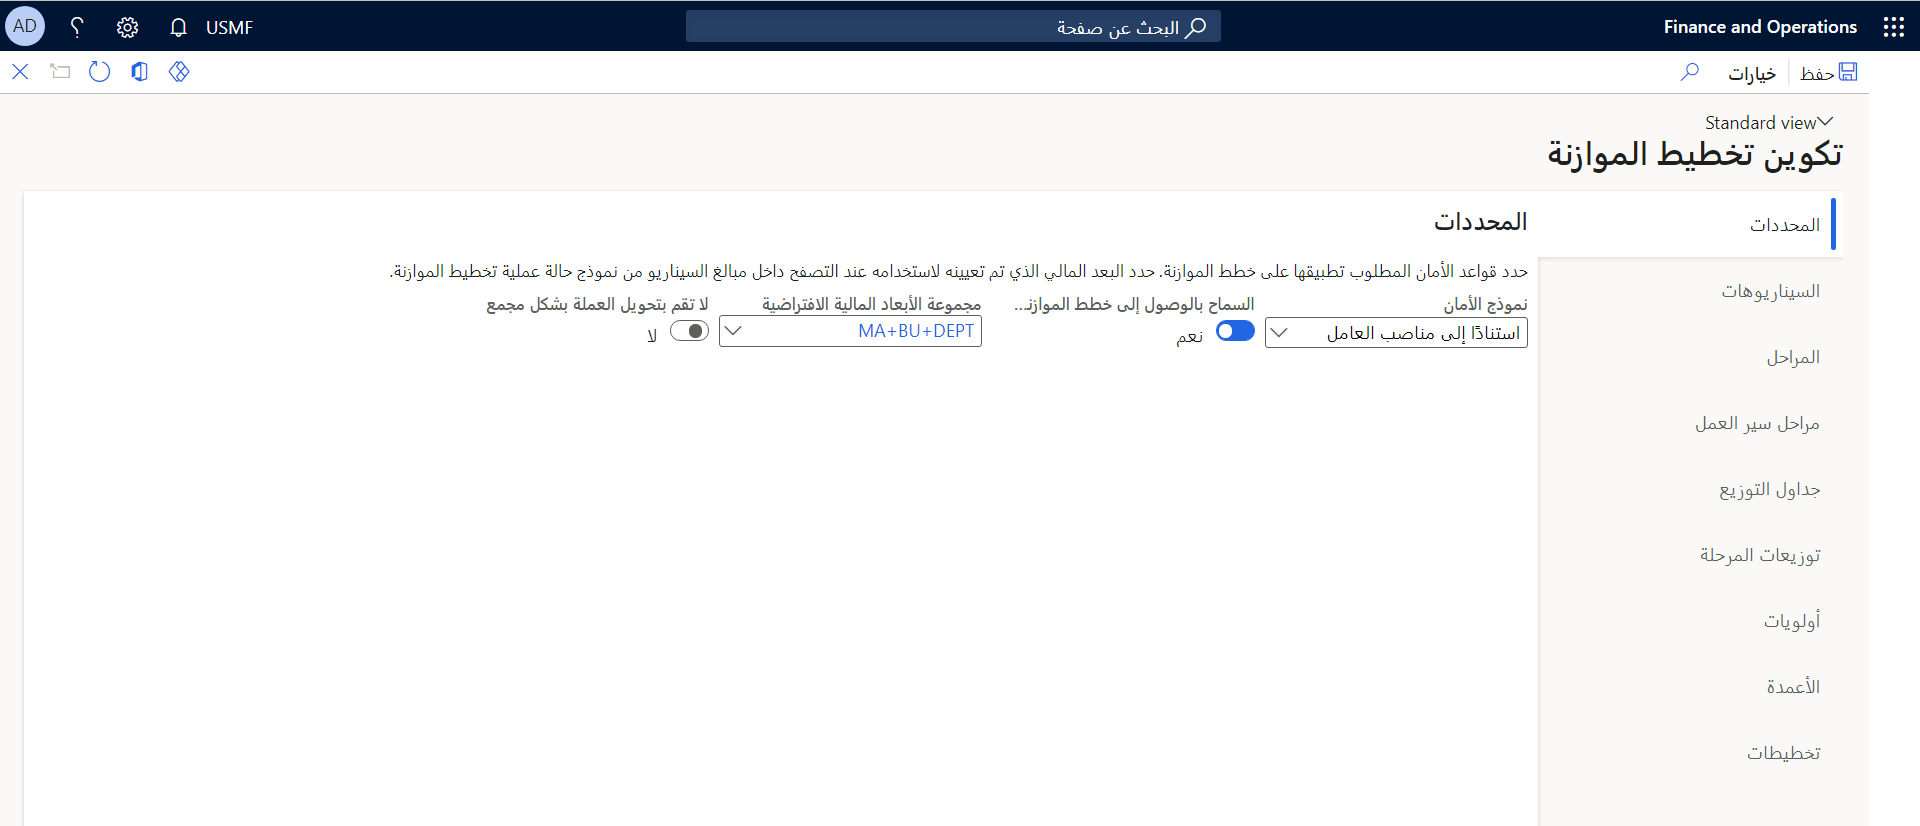 Finance and Operations
البحث عن صفحة
USMF
AD
حفظ
خيارات
Standard view
تكوين تخطيط الموازنة
المحددات
السيناريوهات
المراحل
مراحل سير العمل
جداول التوزيع
توزيعات المرحلة
أولويات
الأعمدة
تخطيطات
المحددات
حدد قواعد الأمان المطلوب تطبيقها على خطط الموازنة. حدد البعد المالي الذي تم تعيينه لاستخدامه عند التصفح داخل مبالغ السيناريو من نموذج حالة عملية تخطيط الموازنة.
نموذج الأمان
استنادًا إلى مناصب العامل
السماح بالوصول إلى خطط الموازنـ...
نعم
مجموعة الأبعاد المالية الافتراضية
MA+BU+DEPT
لا تقم بتحويل العملة بشكل مجمع
لا